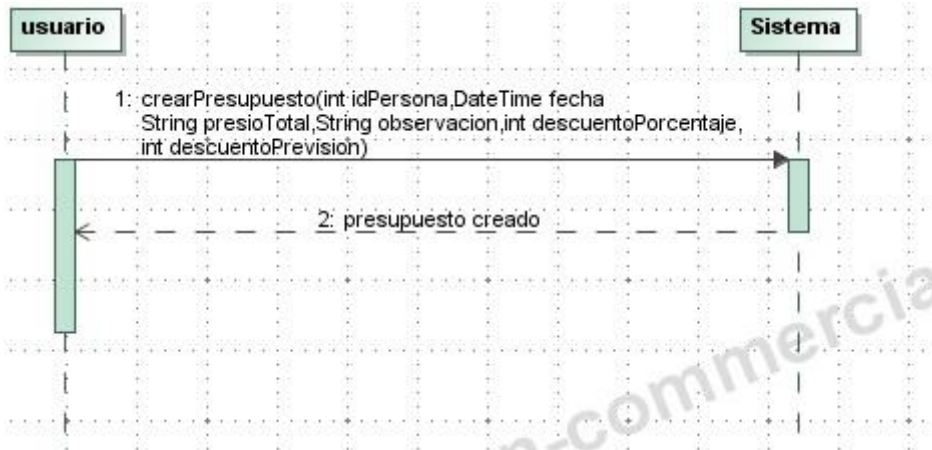 usuario
Sistema
1: crearPresupuesto(int idPersona,DateTime fecha
String presioTotal,String observacion,int descuentoPorcentaje,
int descuentoPrevision)
2: presupuesto creado